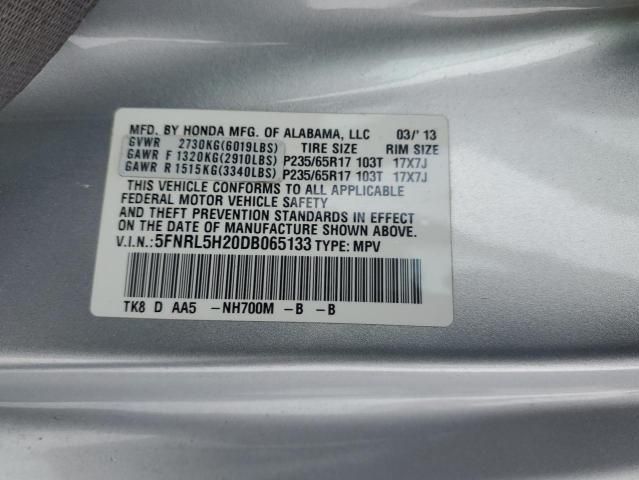 MFD. BY HONDA MFG. OF ALABAMA, LLC 03/'13
GVWR 2730KG(6019LBS) TIRE SIZE RIM SIZE
GAWR F 1320KG(2910LBS) P235/65R17 103T 17X7J
GAWR R 1515KG(3340LBS) P235/65R17 103T 17X7J
THIS VEHICLE CONFORMS TO ALL APPLICABLE
FEDERAL MOTOR VEHICLE SAFETY
AND THEFT PREVENTION STANDARDS IN EFFECT
ON THE DATE OF MANUFACTURE SHOWN ABOVE.
V.I.N.:5FNRL5H20DB065133 TYPE: MPV
TK8 D AA5 -NH700M -B -B